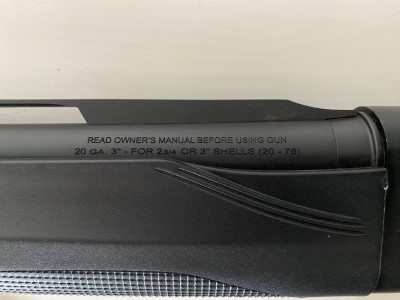 READ OWNER'S MANUAL BEFORE USING GUN
20 GA. 3" - FOR 2 3/4 OR 3" SHELLS (20 - 76)